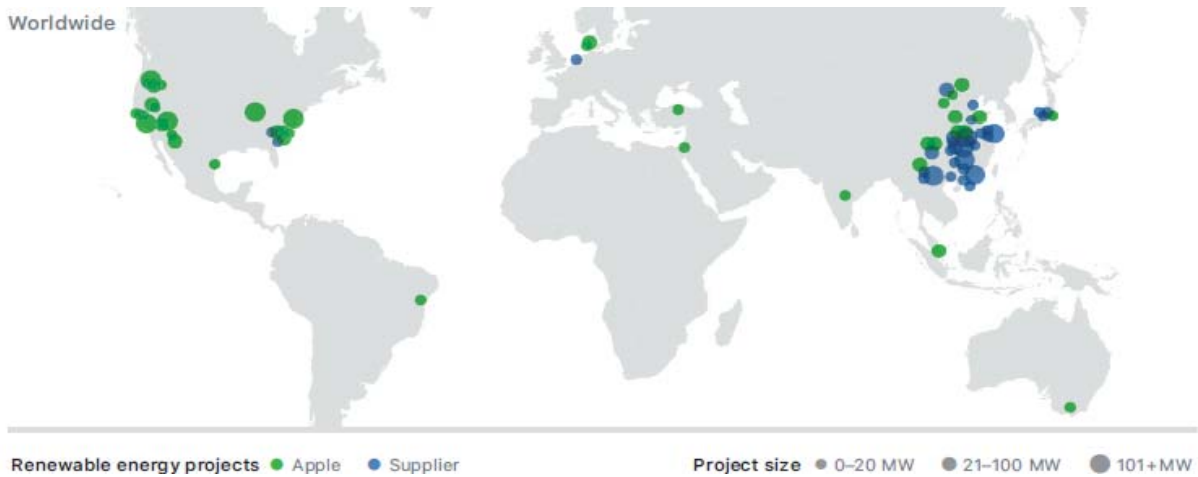 Worldwide
Renewable energy projects Apple Supplier Project size 0–20 MW 21–100 MW 101+MW